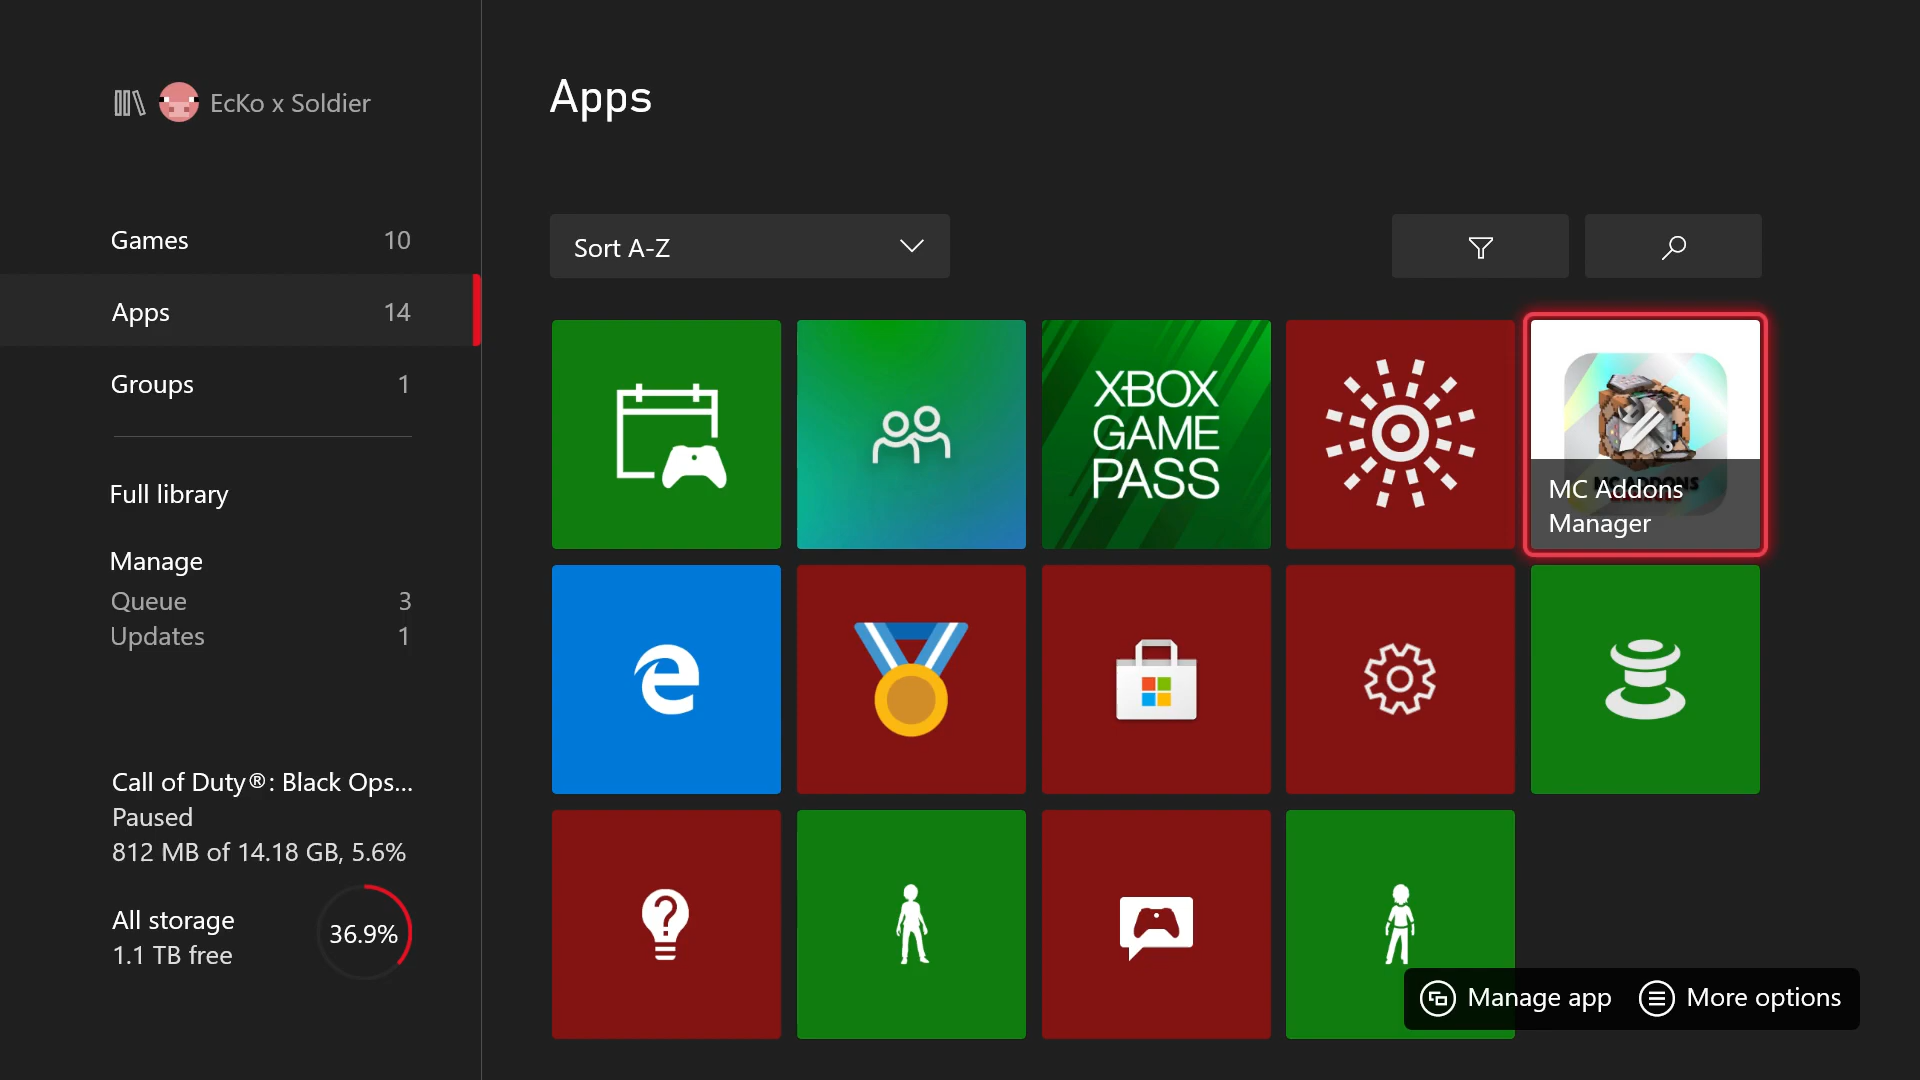 EcKo x Soldier
Games 10
Apps 14
Groups 1
Full library
Manage
Queue 3
Updates 1
Call of Duty®: Black Ops...
Paused
812 MB of 14.18 GB, 5.6%
All storage
1.1 TB free
36.9%
Apps
Sort A-Z
XBOX
GAME
PASS
MC Addons
Manager
MC ADDONS
Manage app
More options